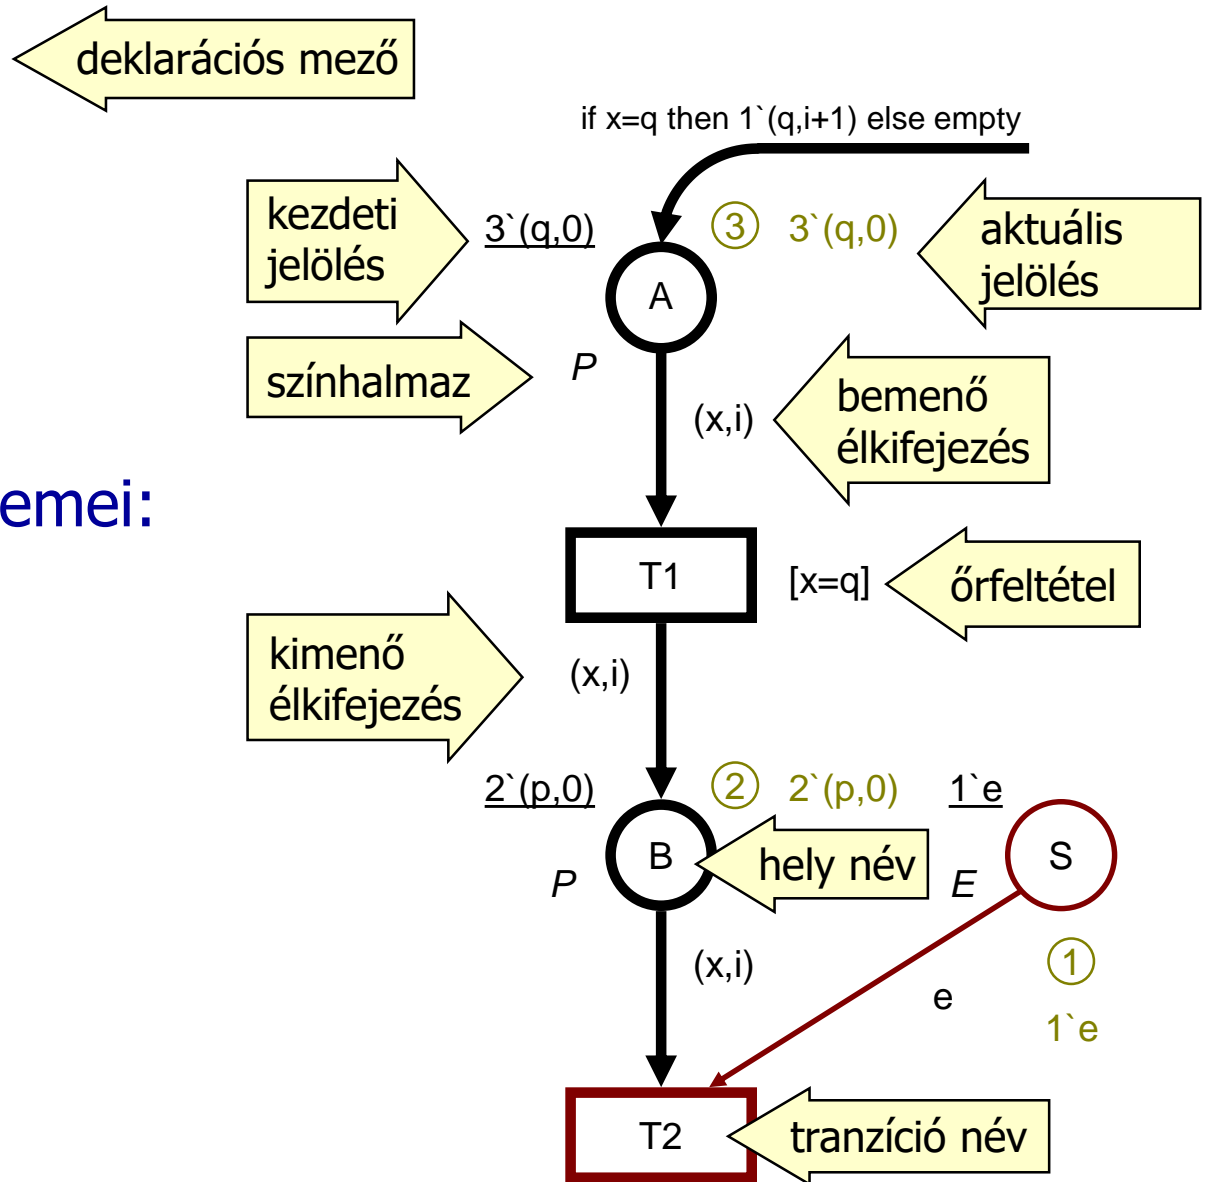 deklarációs mező
if x=q then 1`(q,i+1) else empty
kezdeti
jelölés
3`(q,0)
3
3`(q,0)
aktuális
jelölés
A
színhalmaz
P
(x,i)
bemenő
élkifejezés
emei:
T1
[x=q]
őrfeltétel
kimenő
élkifejezés
(x,i)
2`(p,0)
2
2`(p,0)
1`e
B
hely név
S
P
E
(x,i)
1
e
1`e
T2
tranzíció név